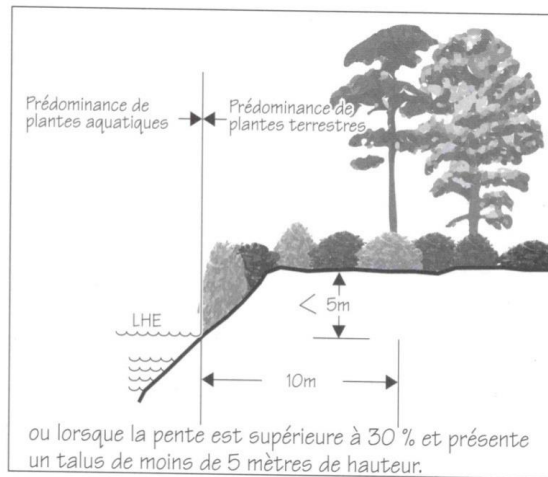 Prédominance de
plantes aquatiques
Prédominance de
plantes terrestres
< 5m
LHE
10m
ou lorsque la pente est supérieure à 30 % et présente
un talus de moins de 5 mètres de hauteur.